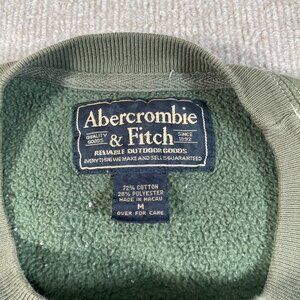 Abercrombie
QUALITY GOODS & Fitch SINCE 1892
RELIABLE OUTDOOR GOODS
EVERYTHING WE MAKE AND SELL IS GUARANTEED
72% COTTON
28% POLYESTER
MADE IN MACAU
M
OVER FOR CARE